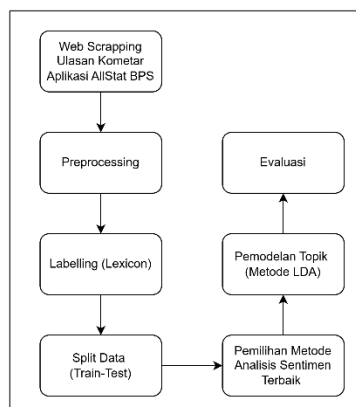 Web Scrapping
Ulasan Kometar
Aplikasi AllStat BPS
Preprocessing
Labelling (Lexicon)
Split Data
(Train-Test)
Pemilihan Metode
Analisis Sentimen
Terbaik
Pemodelan Topik
(Metode LDA)
Evaluasi